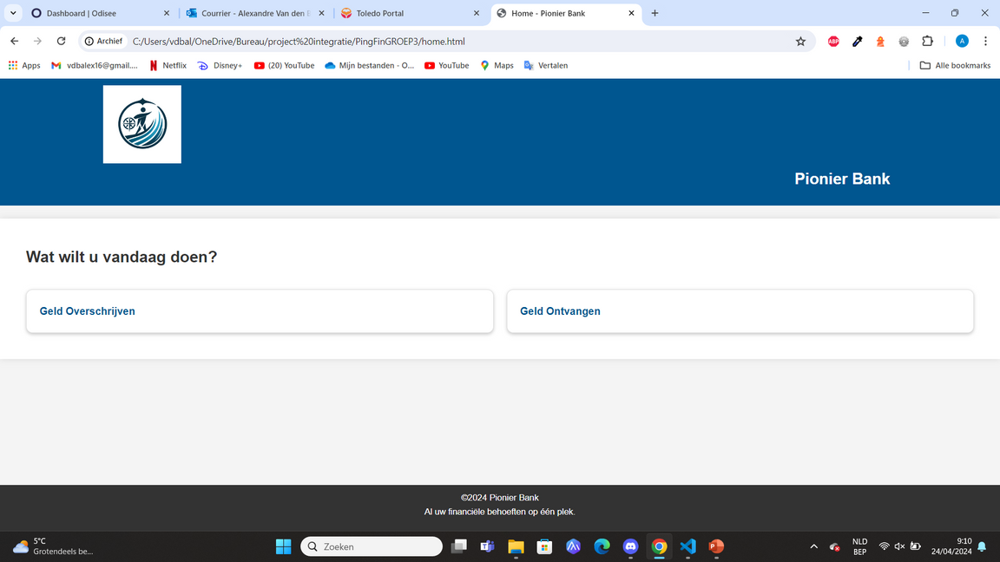 Dashboard | Odisee
Courrier - Alexandre Van den
Toledo Portal
Home - Pionier Bank
Archief
C:/Users/vdbal/OneDrive/Bureau/project%20integratie/PingFinGROEP3/home.html
ABP
A
Apps
vdbalex16@gmail....
Netflix
Disney+
(20) YouTube
Mijn bestanden - O...
YouTube
Maps
Vertalen
Alle bookmarks
Pionier Bank
Wat wilt u vandaag doen?
Geld Overschrijven
Geld Ontvangen
©2024 Pionier Bank
Al uw financiële behoeften op één plek.
5°C
Grotendeels be...
Zoeken
NLD
BEP
9:10
24/04/2024